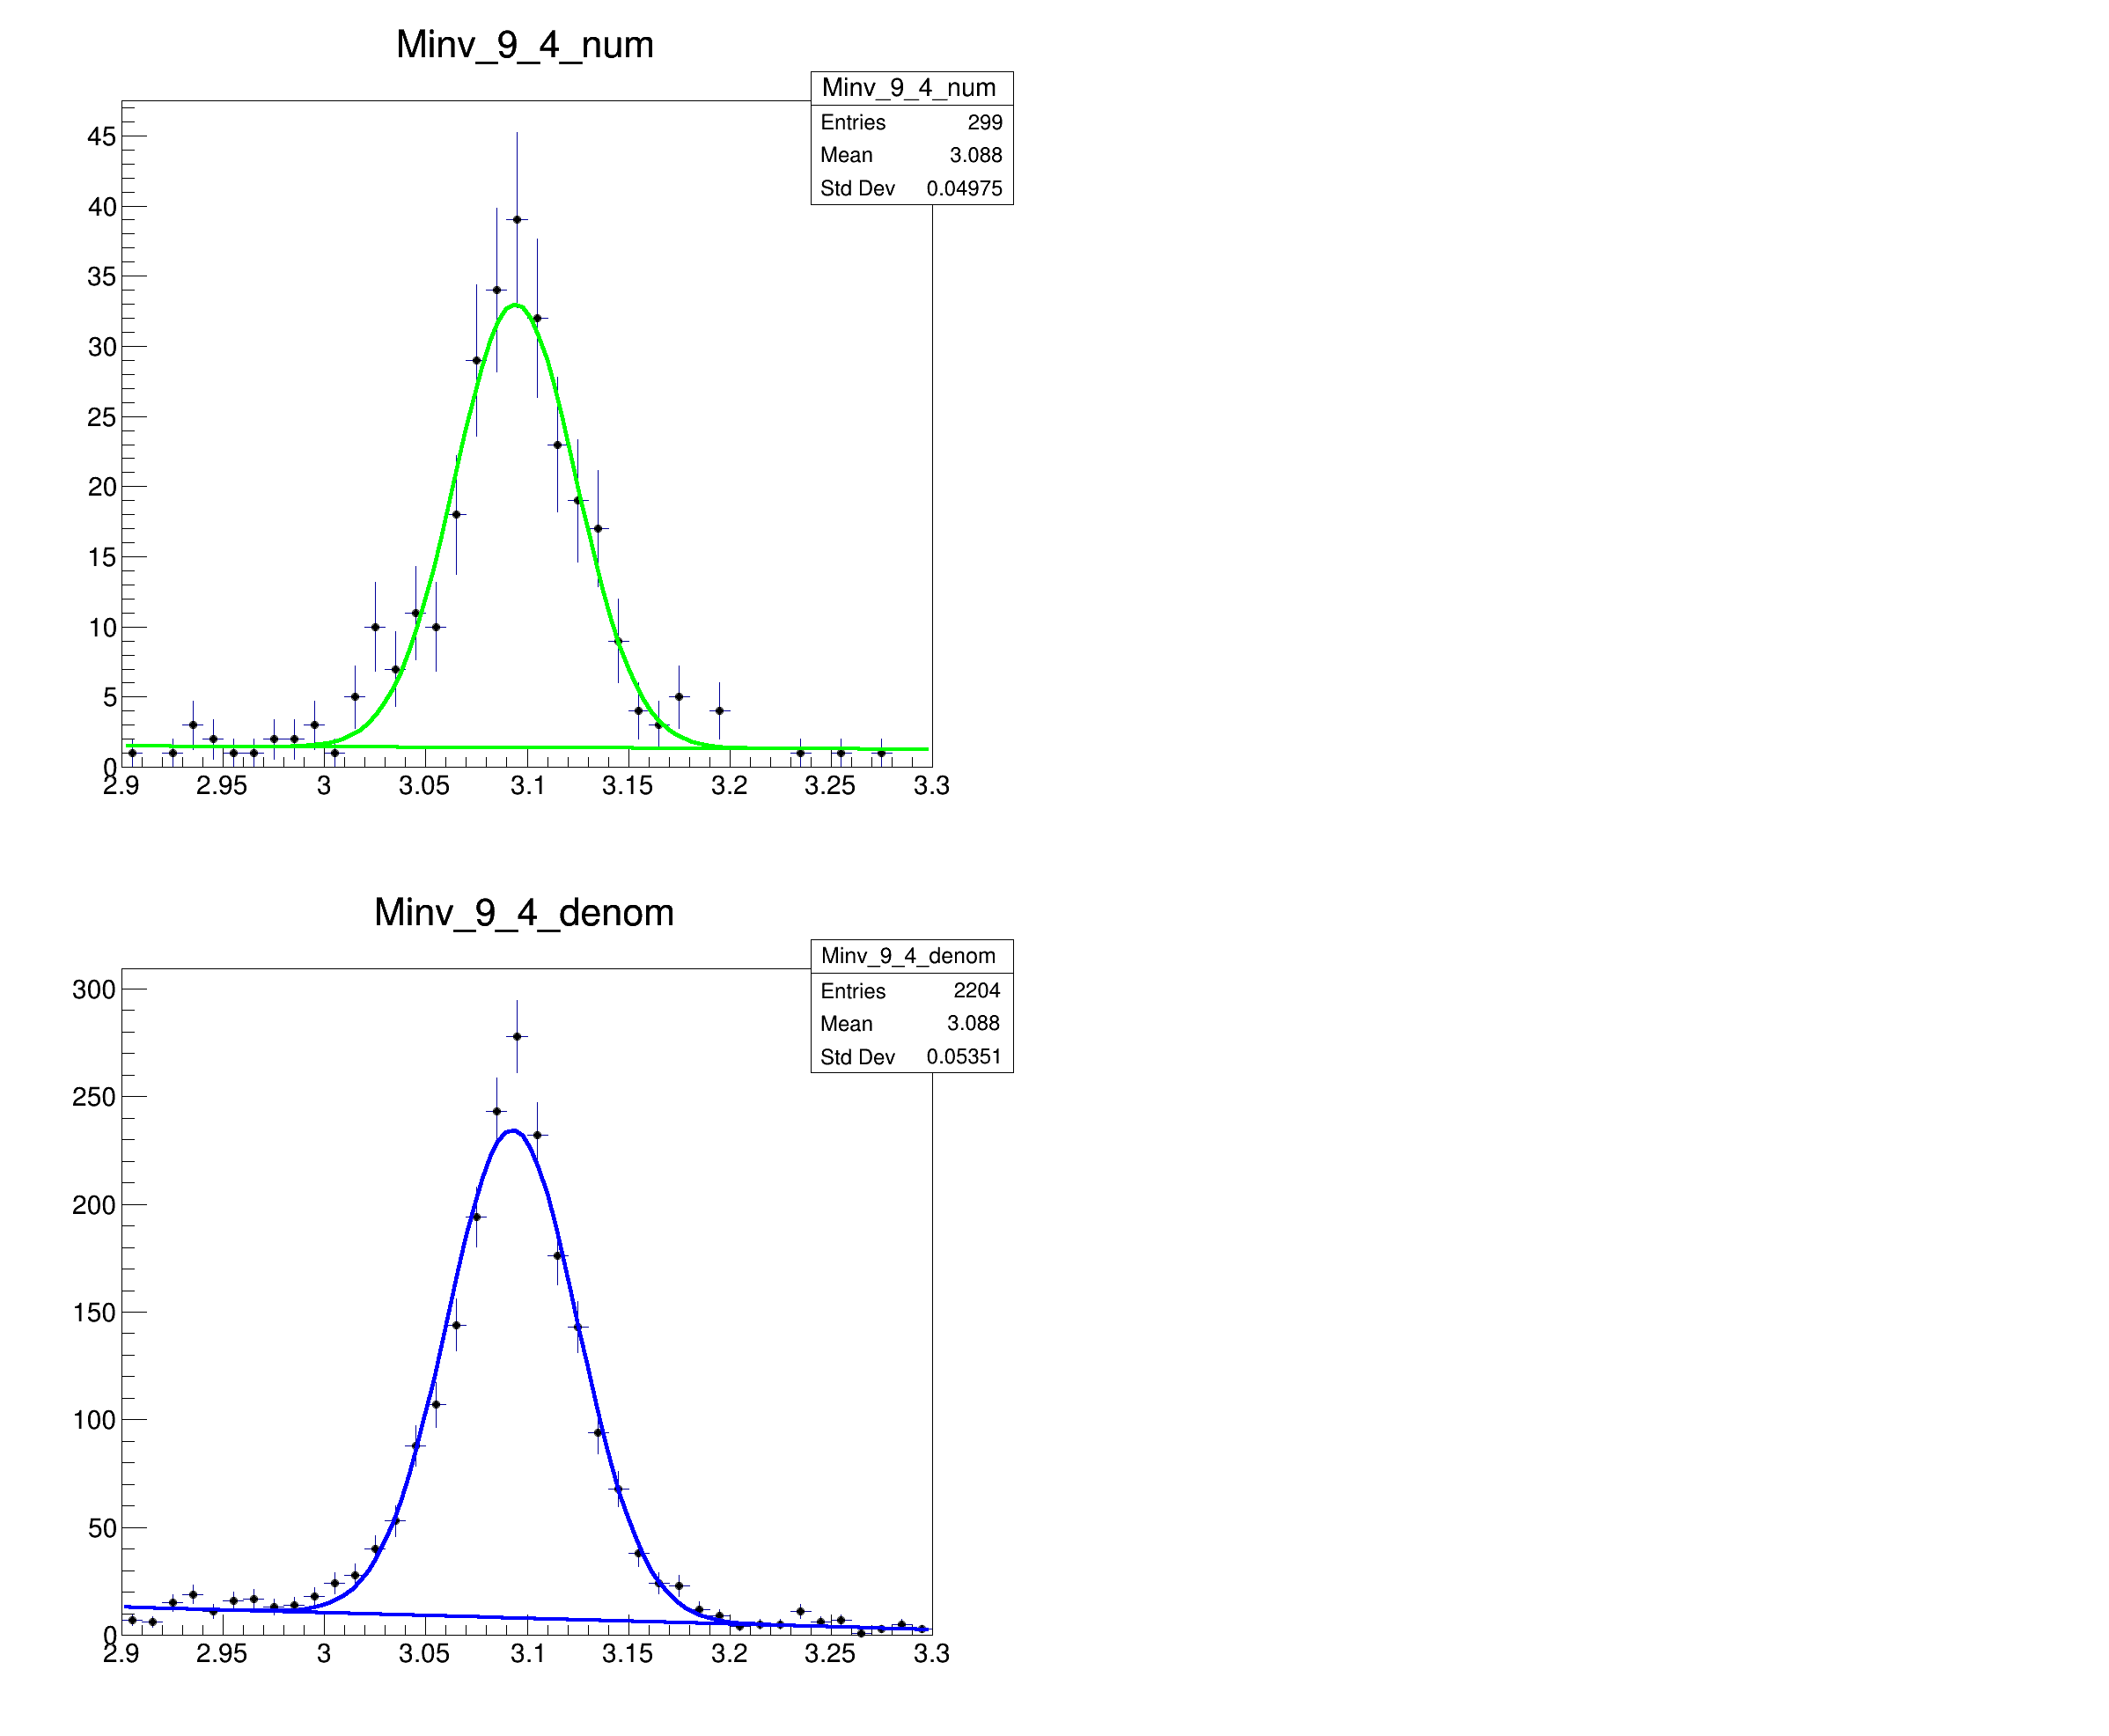 Minv_9_4_num
Minv_9_4_num
Entries 299
Mean 3.088
Std Dev 0.04975
45
40
35
30
25
20
15
10
5
0
2.9 2.95 3 3.05 3.1 3.15 3.2 3.25 3.3
Minv_9_4_denom
Minv_9_4_denom
Entries 2204
Mean 3.088
Std Dev 0.05351
300
250
200
150
100
50
0
2.9 2.95 3 3.05 3.1 3.15 3.2 3.25 3.3